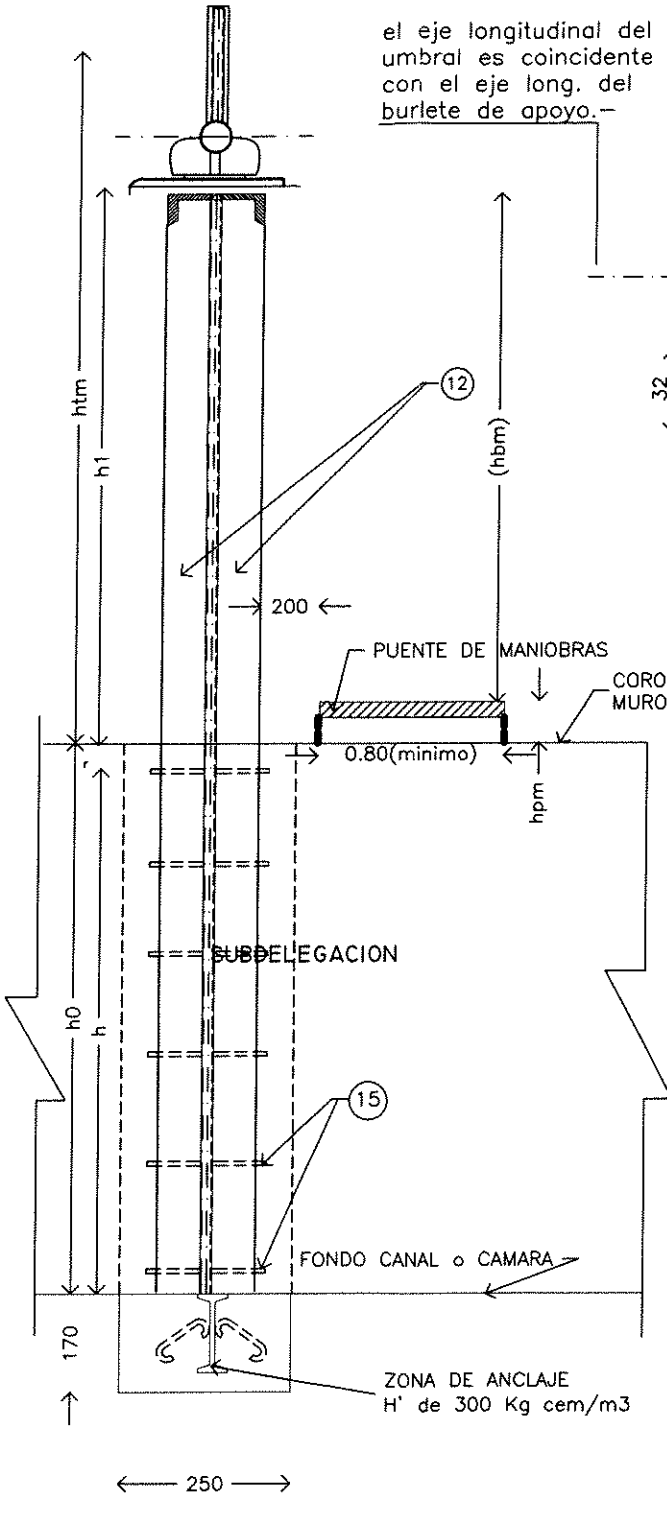 el eje longitudinal del
umbral es coincidente
con el eje long. del
burlete de apoyo.-
htm
h1
12
(hbm)
32
200
PUENTE DE MANIOBRAS
CORO
MURO
0.80(minimo)
hpm
r
SUBDELEGACION
h0
h
15
FONDO CANAL o CAMARA
170
ZONA DE ANCLAJE
H' de 300 Kg cem/m3
250